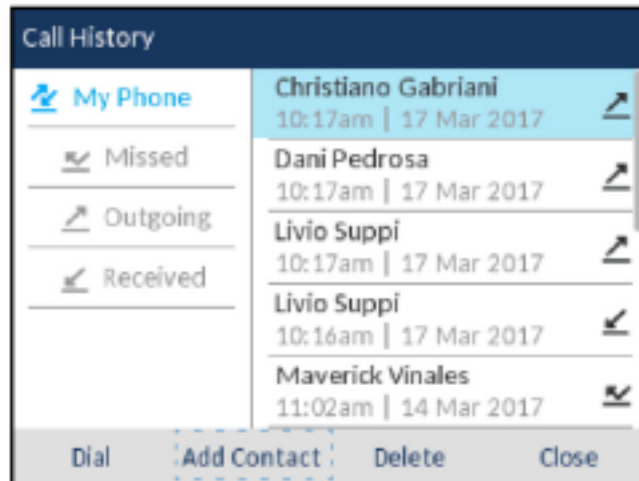 Call History
My Phone
Missed
Outgoing
Received
Christiano Gabriani
10:17am | 17 Mar 2017
Dani Pedrosa
10:17am | 17 Mar 2017
Livio Suppi
10:17am | 17 Mar 2017
Livio Suppi
10:16am | 17 Mar 2017
Maverick Vinales
11:02am | 14 Mar 2017
Dial Add Contact Delete Close